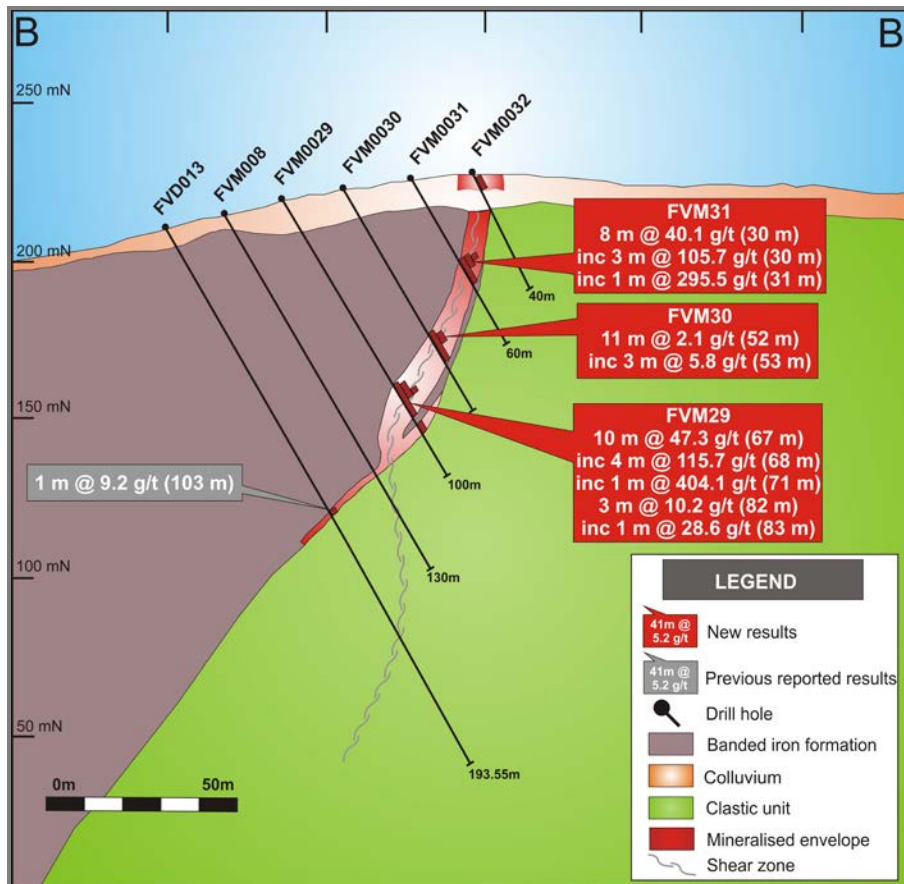 B
B
250 mN
200 mN
150 mN
100 mN
50 mN
FVD013
FVM008
FVM0029
FVM0030
FVM0031
FVM0032
FVM31
8 m @ 40.1 g/t (30 m)
inc 3 m @ 105.7 g/t (30 m)
inc 1 m @ 295.5 g/t (31 m)
40m
60m
FVM30
11 m @ 2.1 g/t (52 m)
inc 3 m @ 5.8 g/t (53 m)
FVM29
10 m @ 47.3 g/t (67 m)
inc 4 m @ 115.7 g/t (68 m)
inc 1 m @ 404.1 g/t (71 m)
3 m @ 10.2 g/t (82 m)
inc 1 m @ 28.6 g/t (83 m)
1 m @ 9.2 g/t (103 m)
100m
130m
193.55m
0m
50m
LEGEND
41m @
5.2 g/t
New results
41m @
5.2 g/t
Previous reported results
Drill hole
Banded iron formation
Colluvium
Clastic unit
Mineralised envelope
Shear zone